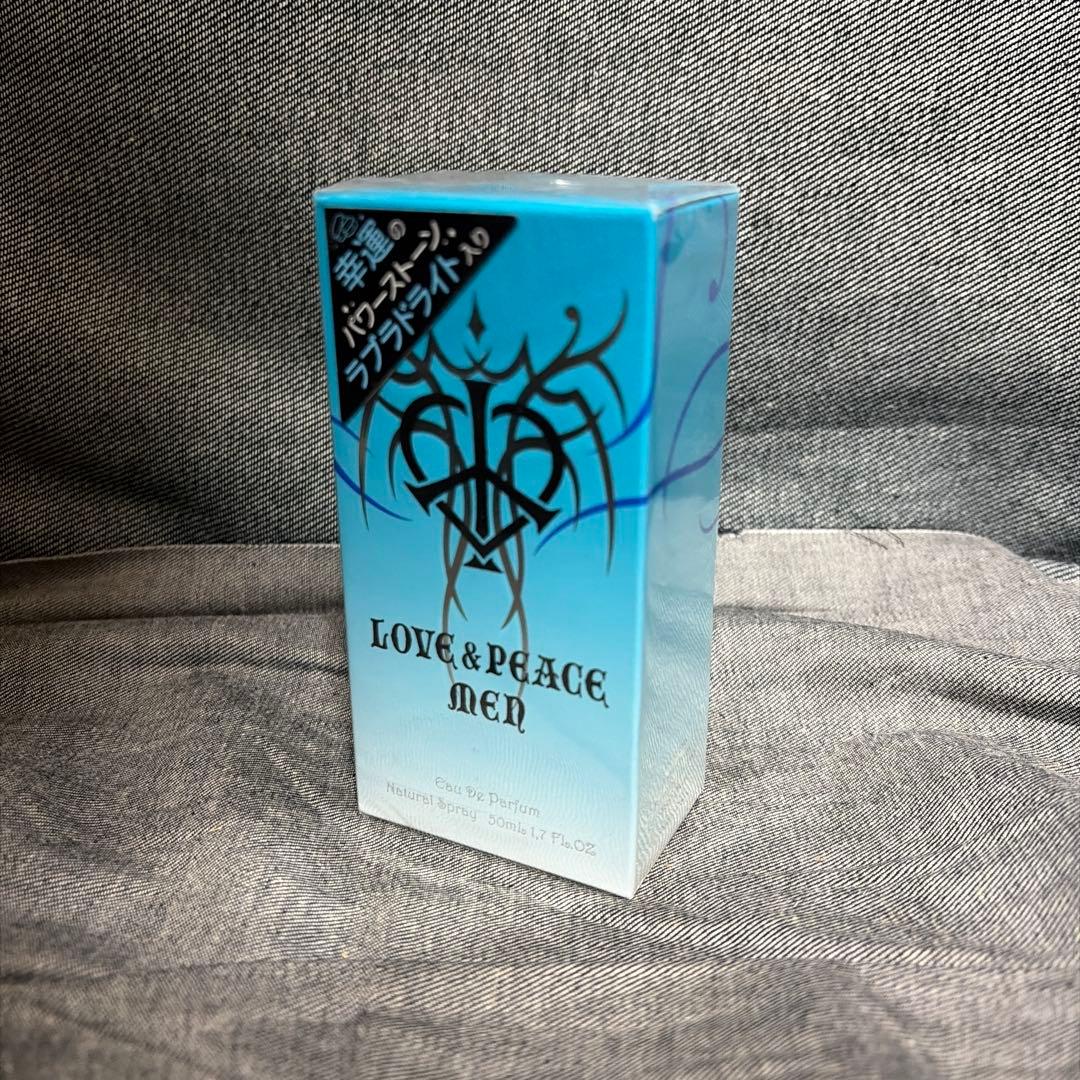 幸運の
パワーストーン
ラブラドライト入り
LOVE & PEACE
MEN
Eau De Parfum
Natural Spray 50ml. 1.7 Fl.OZ